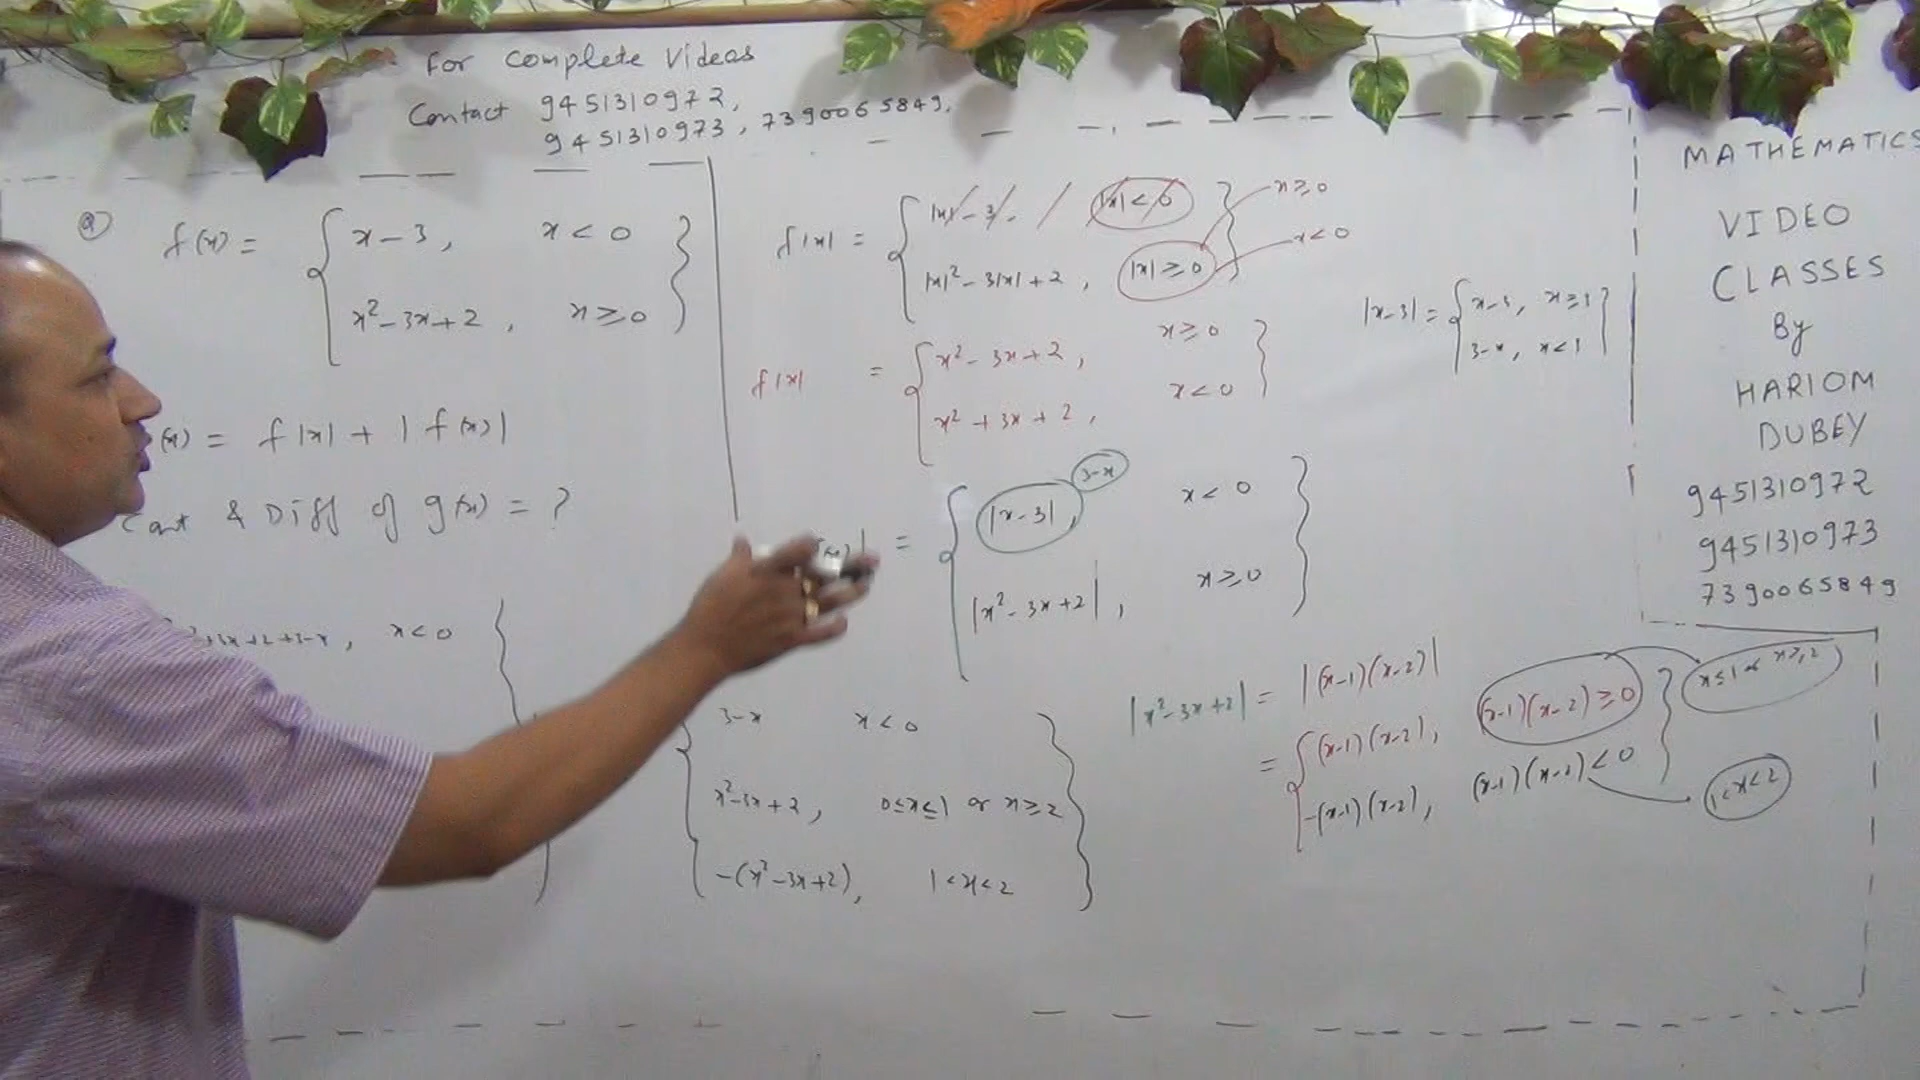 For Complete Videos
Contact 9451310972,
9451310973, 7390065849,
Q f(x) = { x-3, x < 0
x²-3x+2, x ≥ 0 }
(x) = f|x| + |f(x)|
Cont & Diff of g(x) = ?
+3x+2+3-x, x<0
f|x| = { |x|-3, |x|<0
|x|²-3|x|+2, |x|≥0 }
x≥0
x<0
f|x| = { x²-3x+2, x≥0
x²+3x+2, x<0 }
|x-3| = { x-3, x≥3
3-x, x<3 }
3-x
= { |x-3|, x<0
|x²-3x+2|, x≥0 }
3-x x<0
x²-3x+2, 0≤x≤1 or x≥2
-(x²-3x+2), 1<x<2
|x²-3x+2| = |(x-1)(x-2)|
= { (x-1)(x-2), (x-1)(x-2)≥0
-(x-1)(x-2), (x-1)(x-2)<0 }
x≤1 or x≥2
1<x<2
MATHEMATICS
VIDEO
CLASSES
By
HARIOM
DUBEY
9451310972
9451310973
7390065849